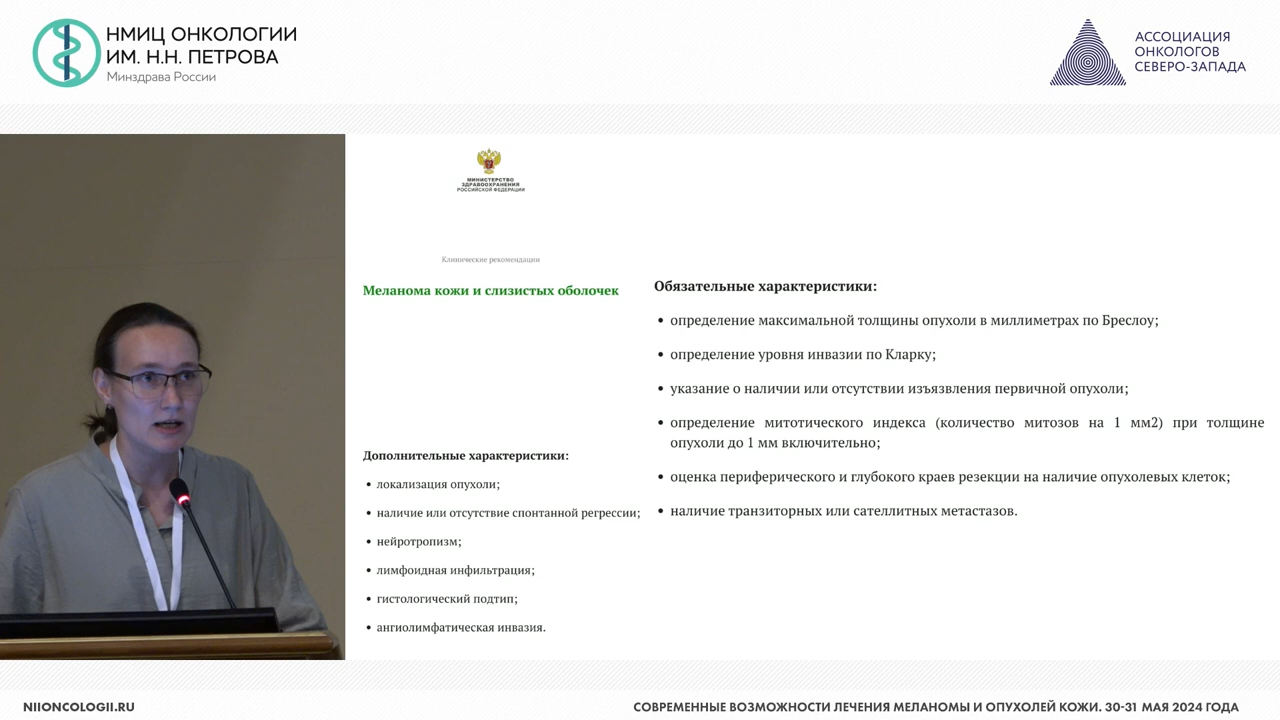 НМИЦ ОНКОЛОГИИ
ИМ. Н.Н. ПЕТРОВА
Минздрава России
АССОЦИАЦИЯ
ОНКОЛОГОВ
СЕВЕРО-ЗАПАДА
МИНИСТЕРСТВО
ЗДРАВООХРАНЕНИЯ
РОССИЙСКОЙ ФЕДЕРАЦИИ
Клинические рекомендации
Меланома кожи и слизистых оболочек
Дополнительные характеристики:
• локализация опухоли;
• наличие или отсутствие спонтанной регрессии;
• нейротропизм;
• лимфоидная инфильтрация;
• гистологический подтип;
• ангиолимфатическая инвазия.
Обязательные характеристики:
• определение максимальной толщины опухоли в миллиметрах по Бреслоу;
• определение уровня инвазии по Кларку;
• указание о наличии или отсутствии изъязвления первичной опухоли;
• определение митотического индекса (количество митозов на 1 мм2) при толщине
опухоли до 1 мм включительно;
• оценка периферического и глубокого краев резекции на наличие опухолевых клеток;
• наличие транзиторных или сателлитных метастазов.
NIIONCOLOGII.RU
СОВРЕМЕННЫЕ ВОЗМОЖНОСТИ ЛЕЧЕНИЯ МЕЛАНОМЫ И ОПУХОЛЕЙ КОЖИ. 30-31 МАЯ 2024 ГОДА